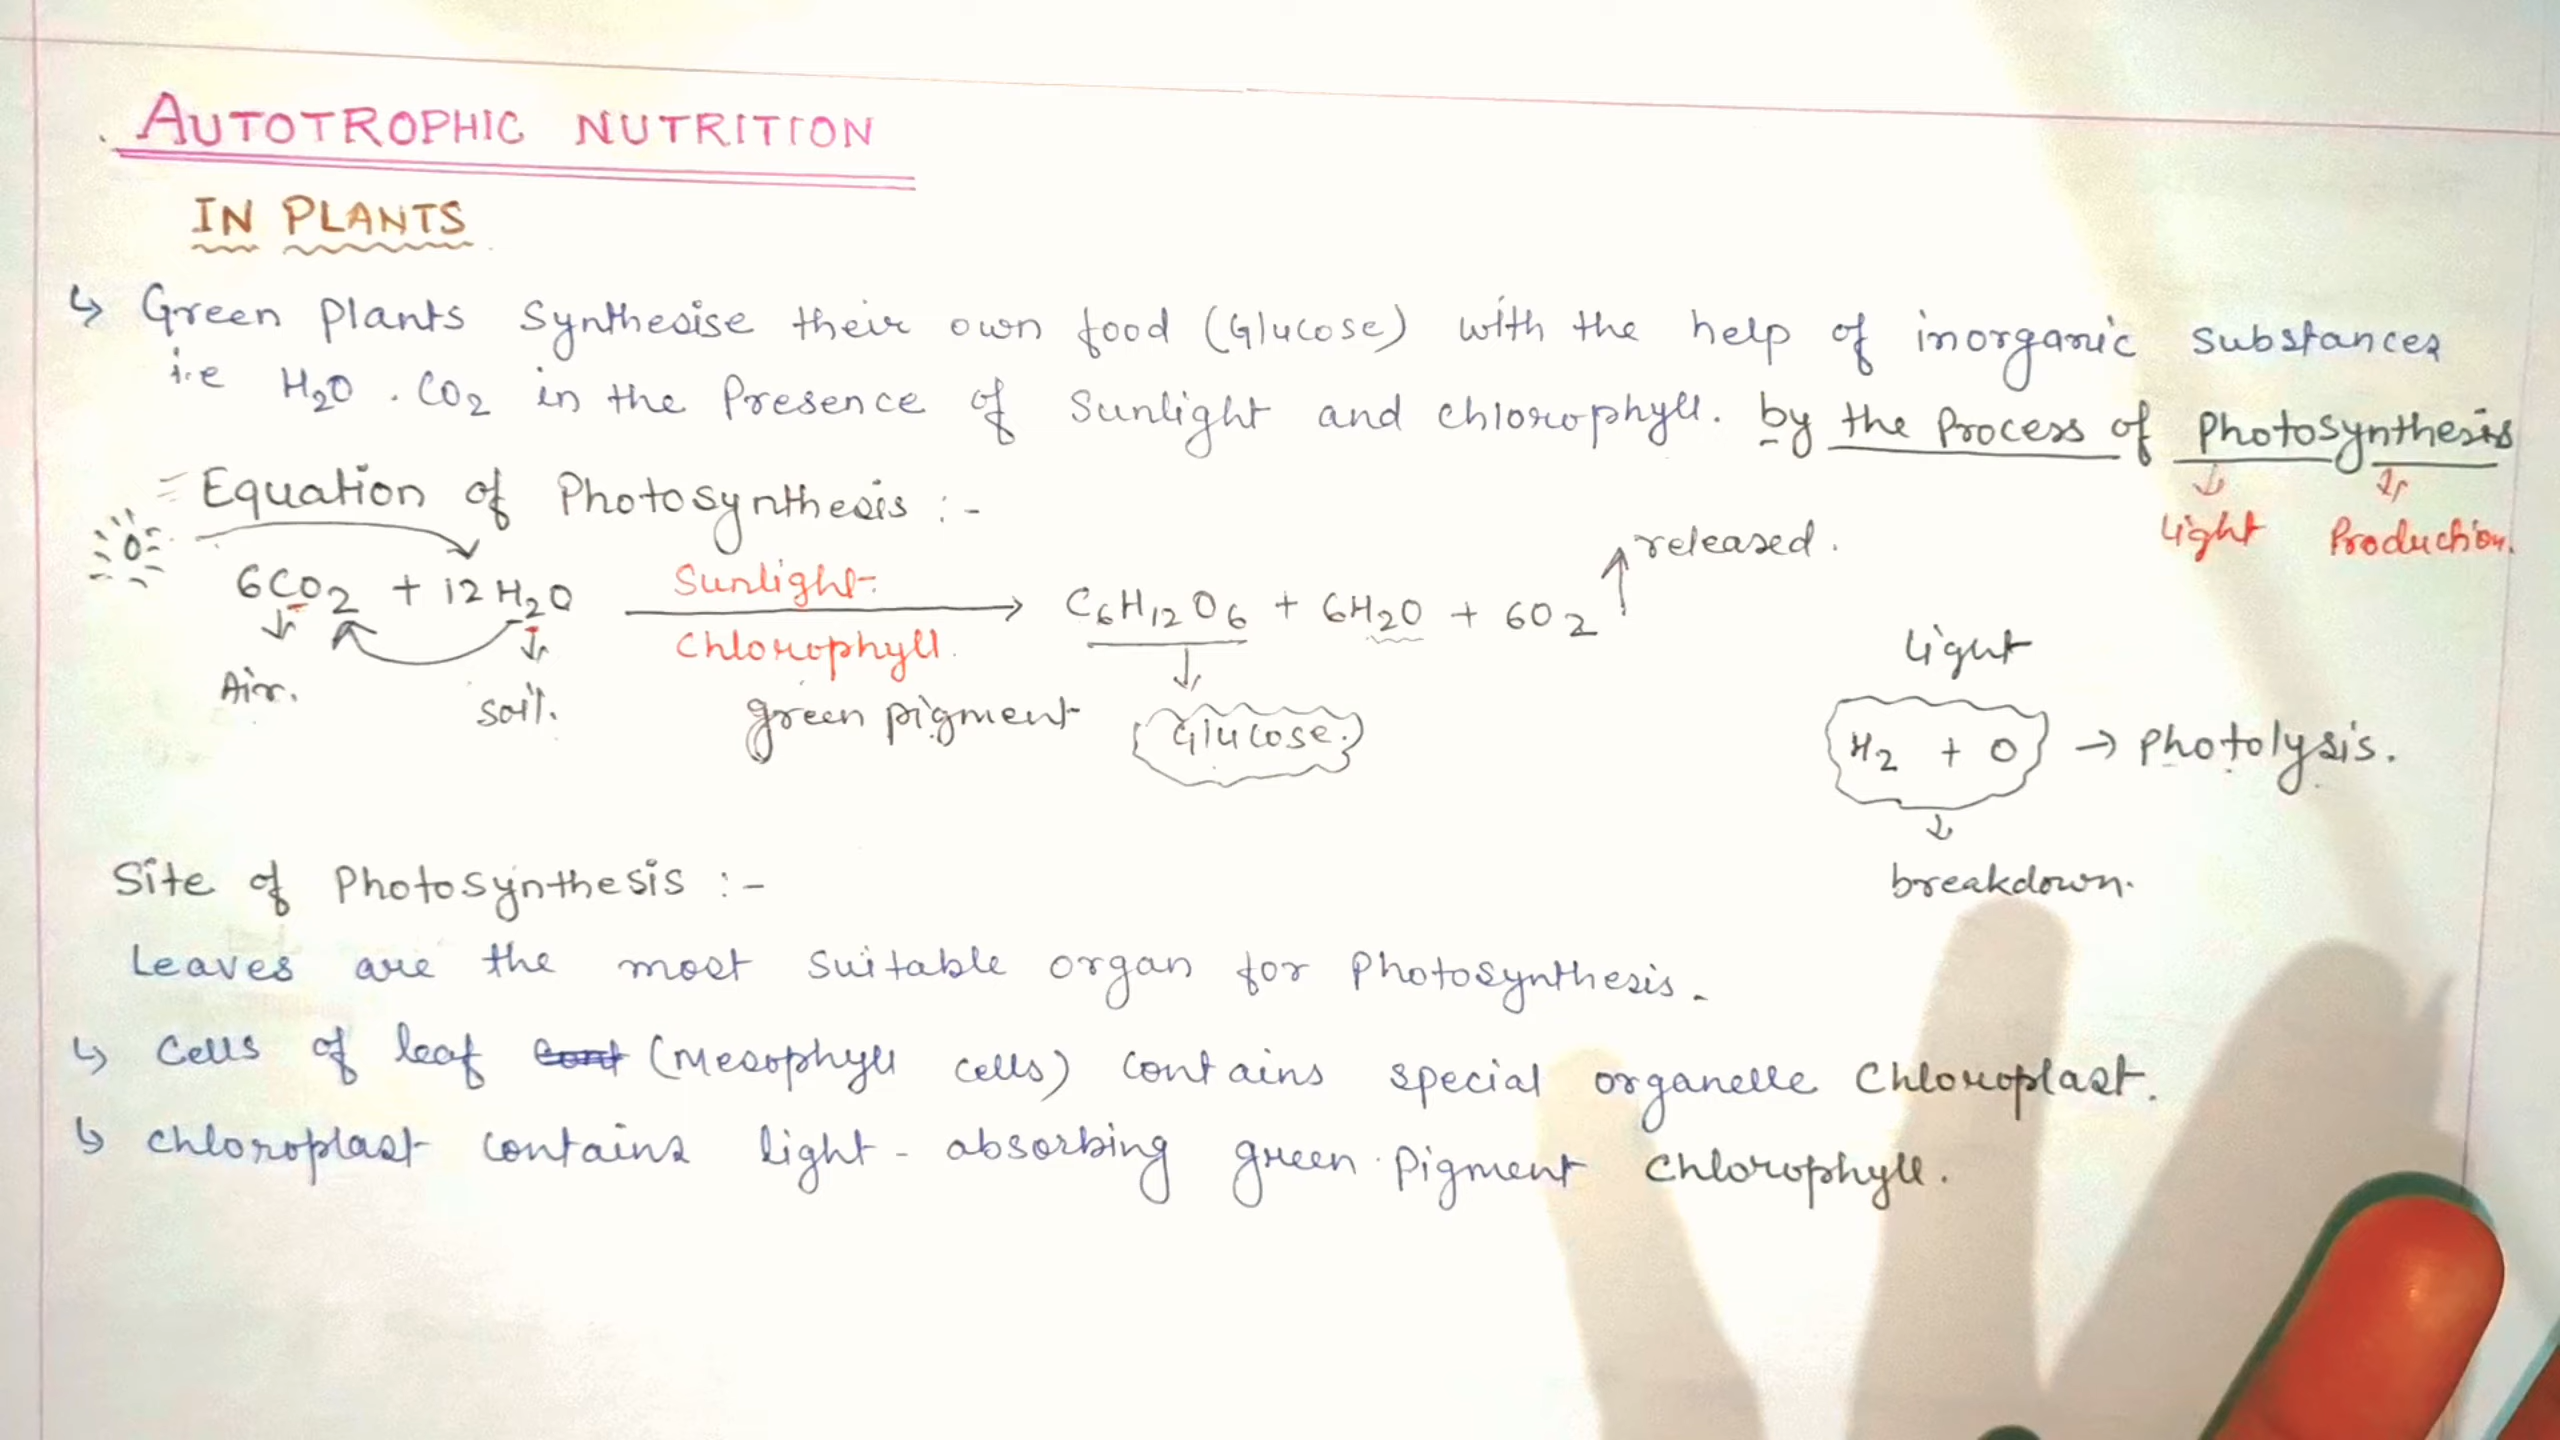 AUTOTROPHIC NUTRITION
IN PLANTS
↳ Green Plants Synthesise their own food (Glucose) with the help of inorganic Substances
i.e H₂O . CO₂ in the Presence of Sunlight and chlorophyll. by the Process of Photosynthesis
Light Production.
Equation of Photosynthesis :-
6CO₂ + 12H₂O Sunlight. Chlorophyll. → C₆H₁₂O₆ + 6H₂O + 6O₂ ↑ released.
Air. Soil. green pigment Glucose.
Light
H₂ + O → Photolysis.
breakdown.
Site of Photosynthesis :-
Leaves are the most suitable organ for Photosynthesis.
↳ Cells of leaf (Mesophyll cells) contains special organelle Chloroplast.
↳ chloroplast contains light-absorbing green pigment Chlorophyll.